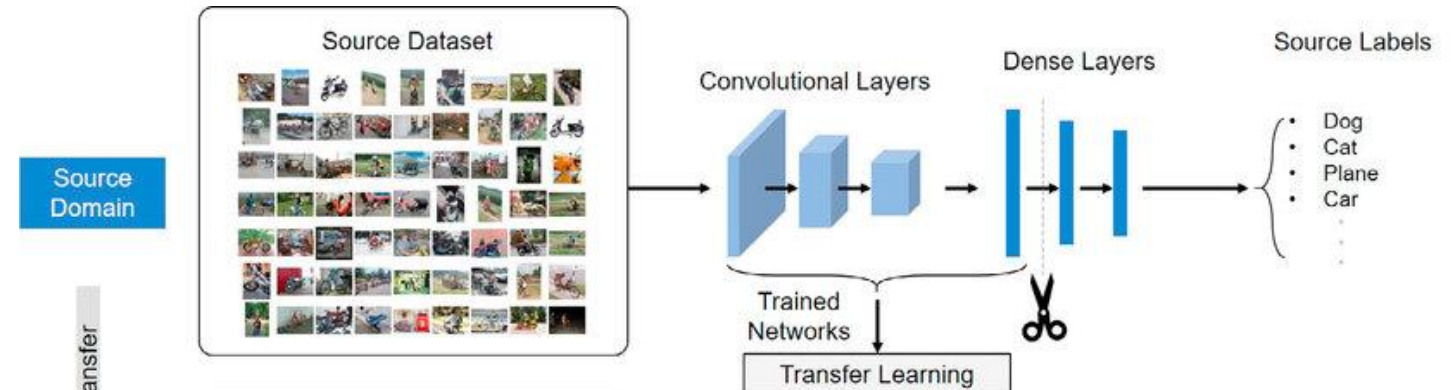 Source Dataset
Source Labels
Dense Layers
Convolutional Layers
• Dog
• Cat
• Plane
• Car
Source
Domain
Trained
Networks
Transfer Learning
ansfer